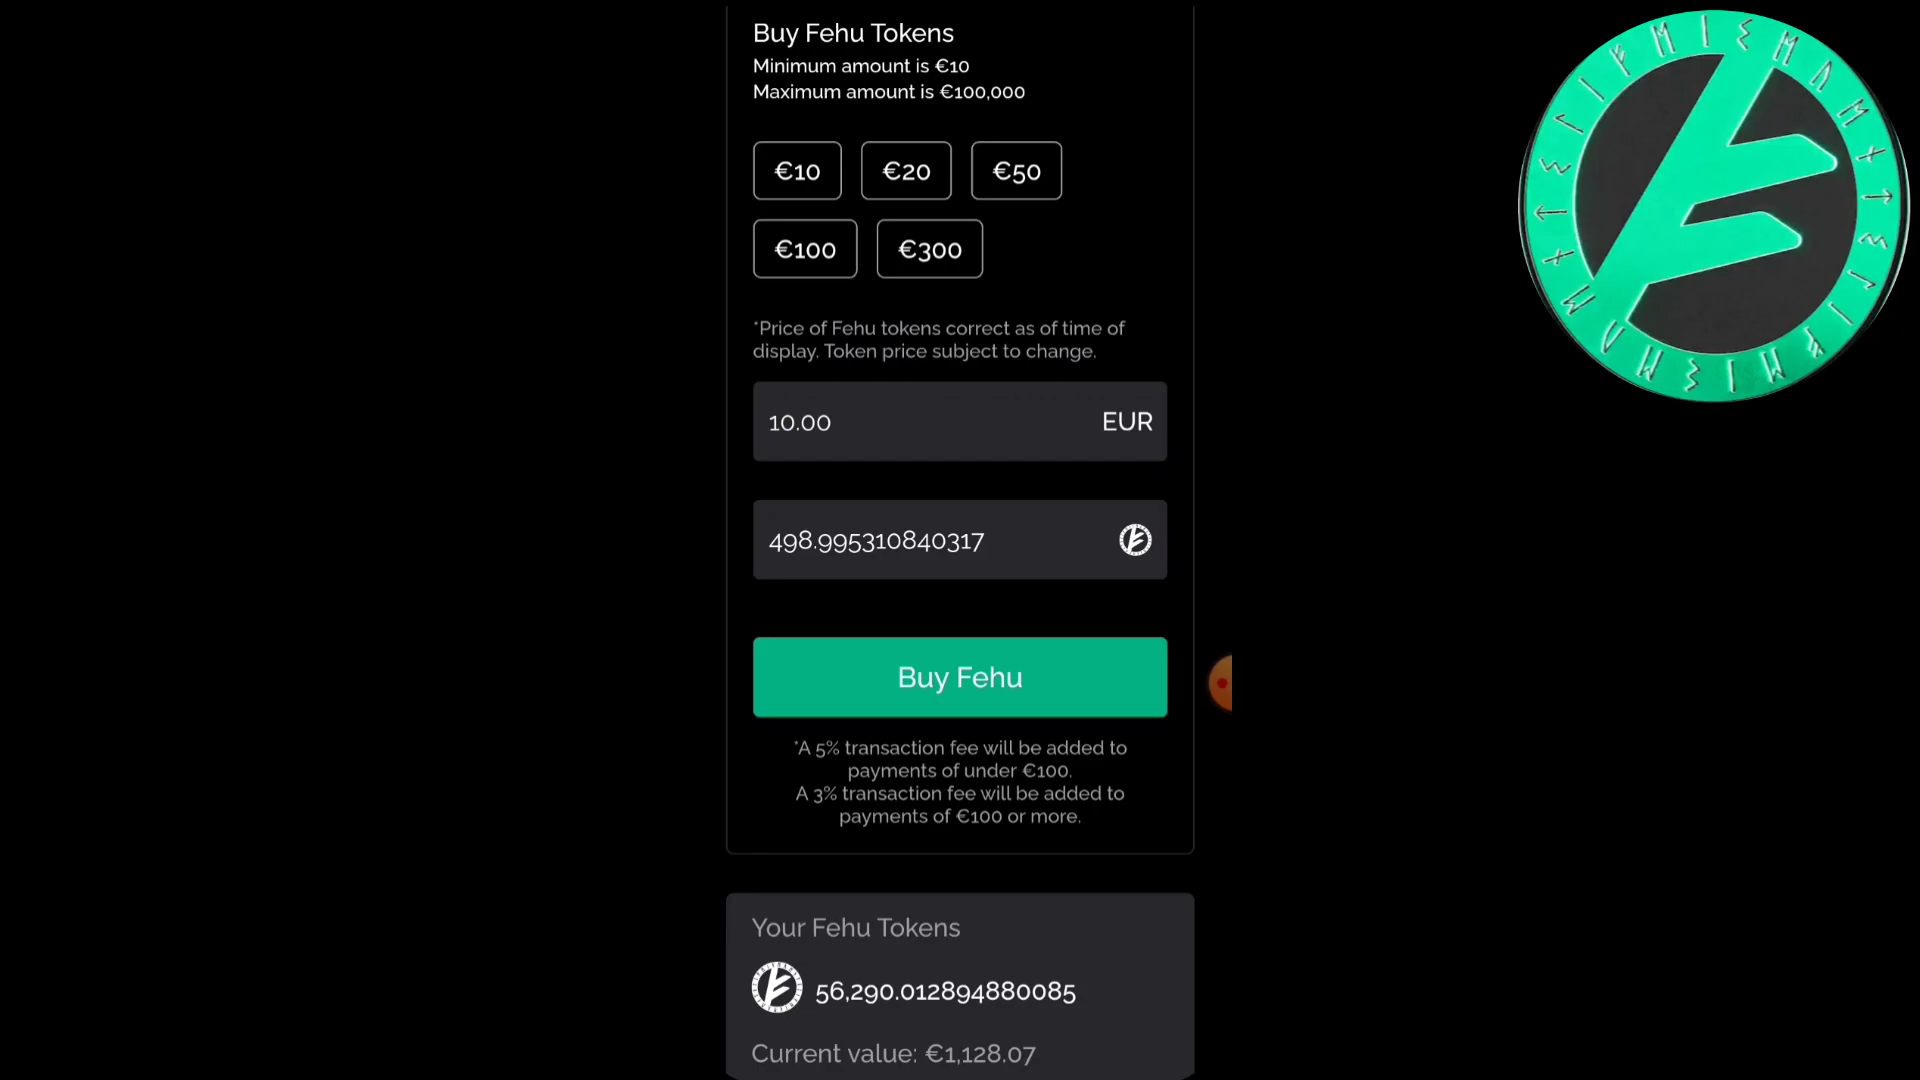 Buy Fehu Tokens
Minimum amount is €10
Maximum amount is €100,000
€10 €20 €50
€100 €300
*Price of Fehu tokens correct as of time of
display. Token price subject to change.
10.00 EUR
498.995310840317
Buy Fehu
*A 5% transaction fee will be added to
payments of under €100.
A 3% transaction fee will be added to
payments of €100 or more.
Your Fehu Tokens
56,290.012894880085
Current value: €1,128.07